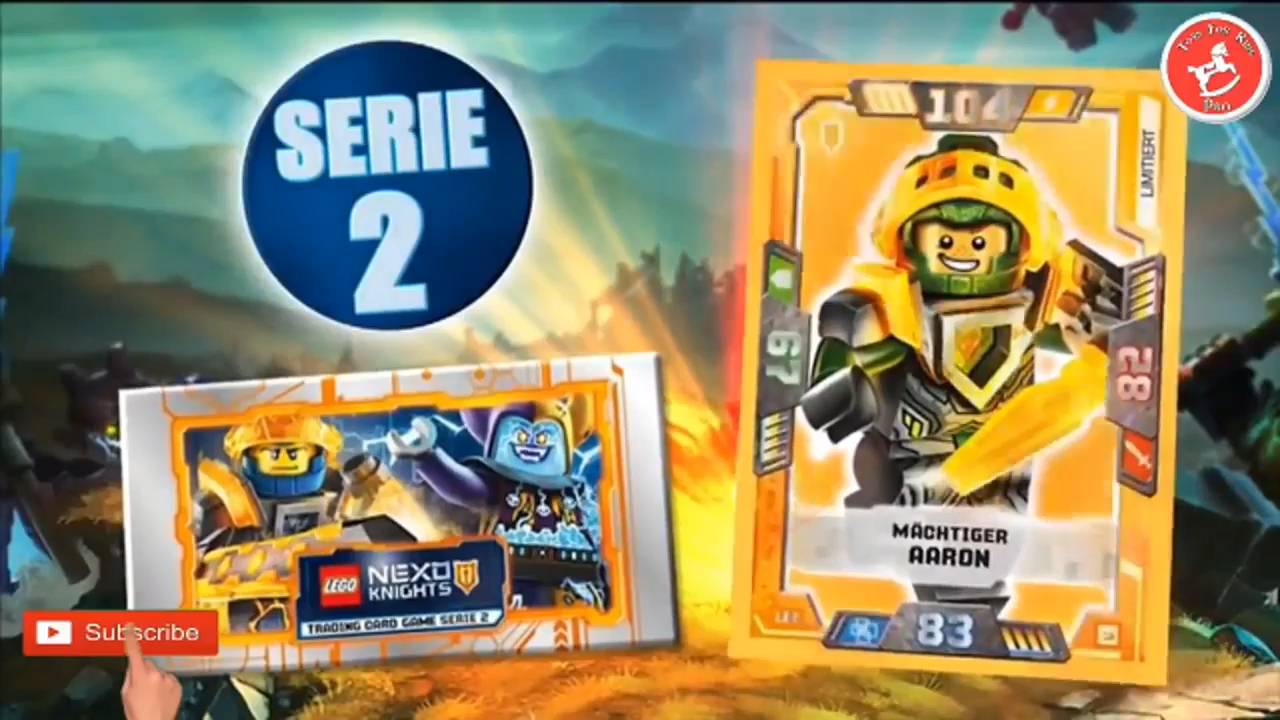 SERIE
2
104
LIMITIERT
67
82
MÄCHTIGER
AARON
83
LEGO
NEXO
KNIGHTS
TRADING CARD GAME SERIE 2
Subscribe